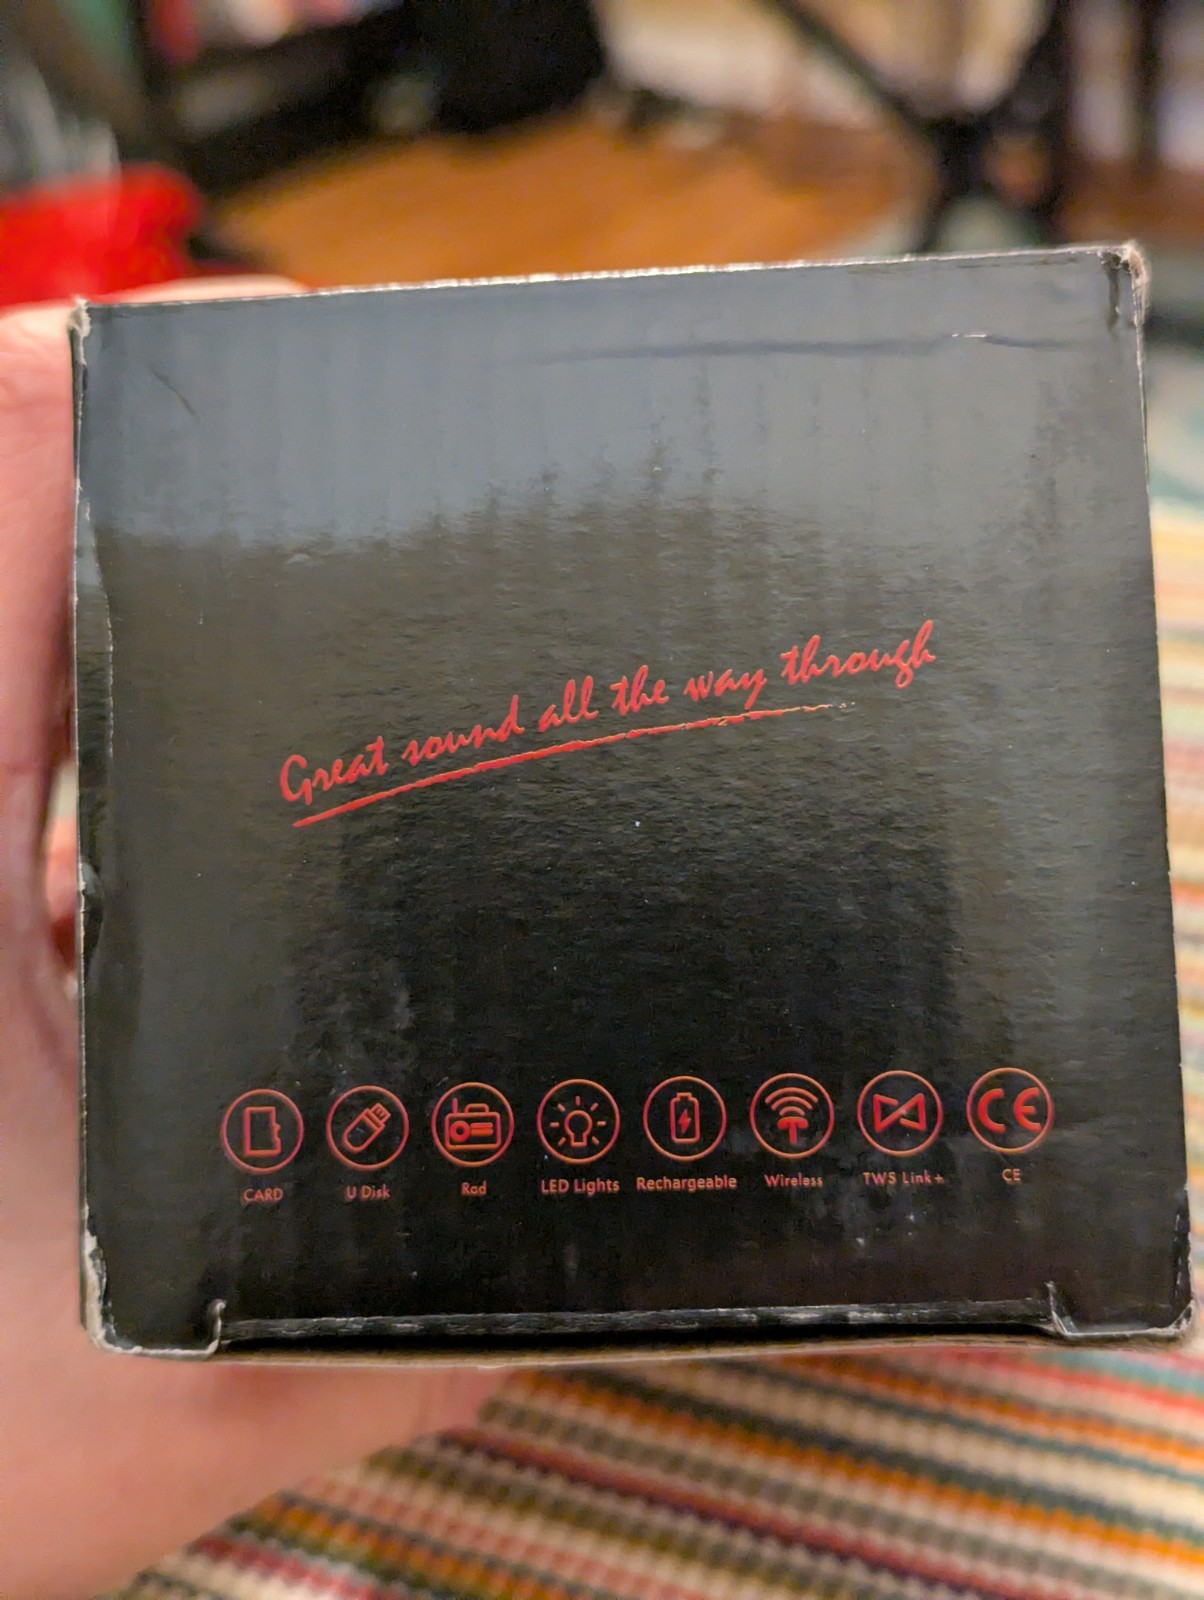 Great sound all the way through
CARD U Disk Rad LED Lights Rechargeable Wireless TWS Link+ CE